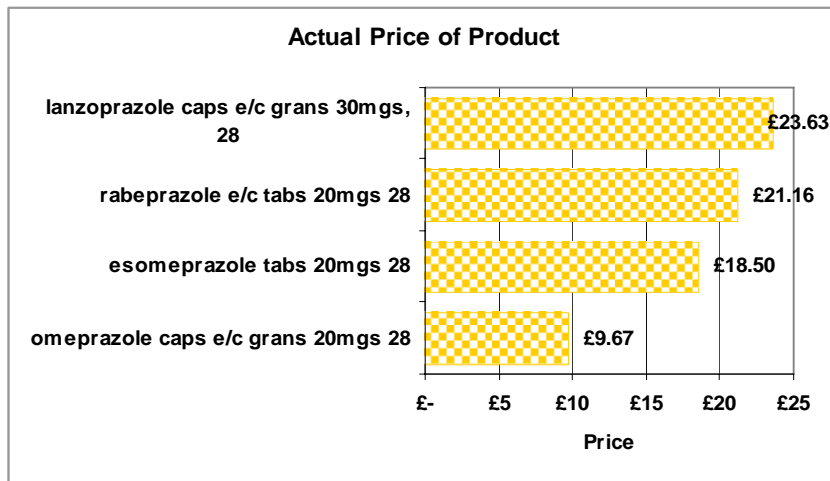 Actual Price of Product
lanzoprazole caps e/c grans 30mgs,
28
£23.63
rabeprazole e/c tabs 20mgs 28
£21.16
esomeprazole tabs 20mgs 28
£18.50
omeprazole caps e/c grans 20mgs 28
£9.67
£- £5 £10 £15 £20 £25
Price